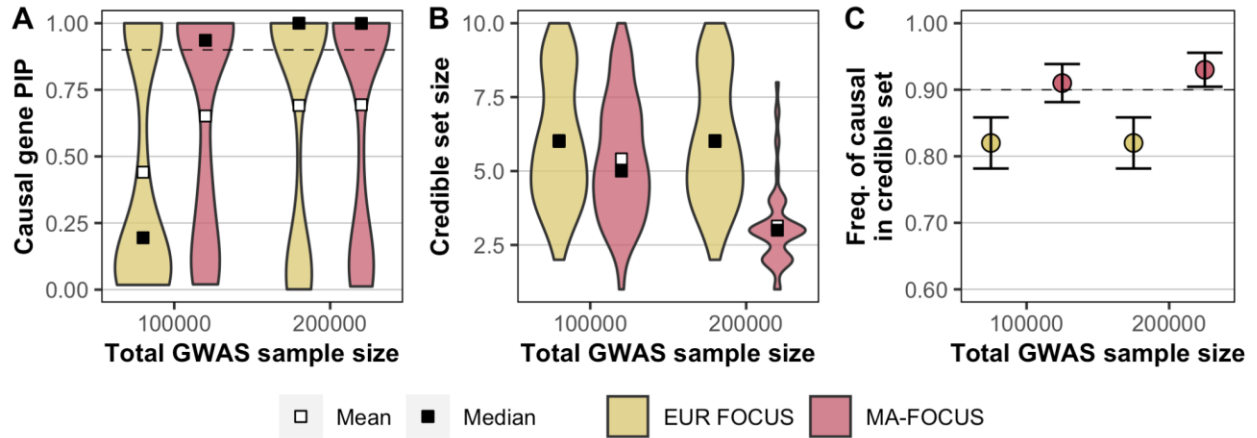 A
Causal gene PIP
1.00
0.75
0.50
0.25
0.00
100000
200000
Total GWAS sample size
B
Credible set size
10.0
7.5
5.0
2.5
100000
200000
Total GWAS sample size
C
Freq. of causal
in credible set
1.00
0.90
0.80
0.70
0.60
100000
200000
Total GWAS sample size
Mean
Median
EUR FOCUS
MA-FOCUS